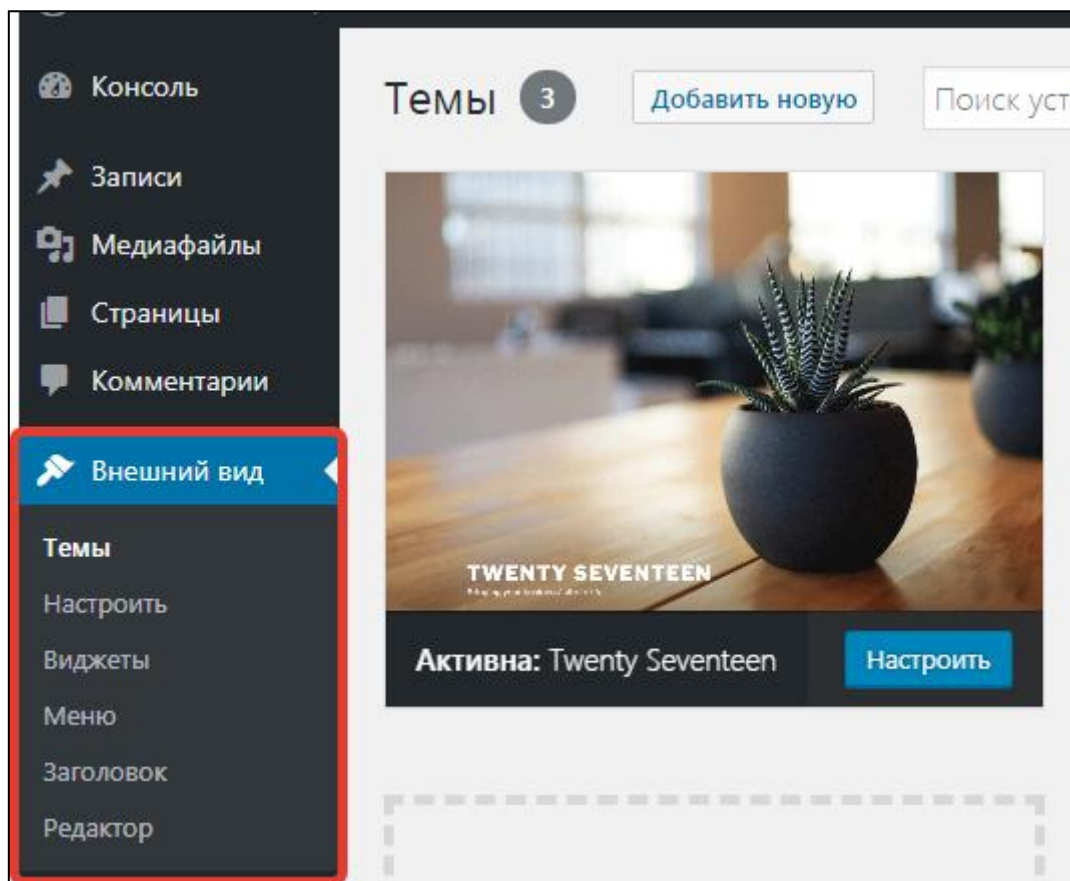 Консоль
Записи
Медиафайлы
Страницы
Комментарии
Внешний вид
Темы
Настроить
Виджеты
Меню
Заголовок
Редактор
Темы 3 Добавить новую Поиск уст
TWENTY SEVENTEEN
Активна: Twenty Seventeen Настроить